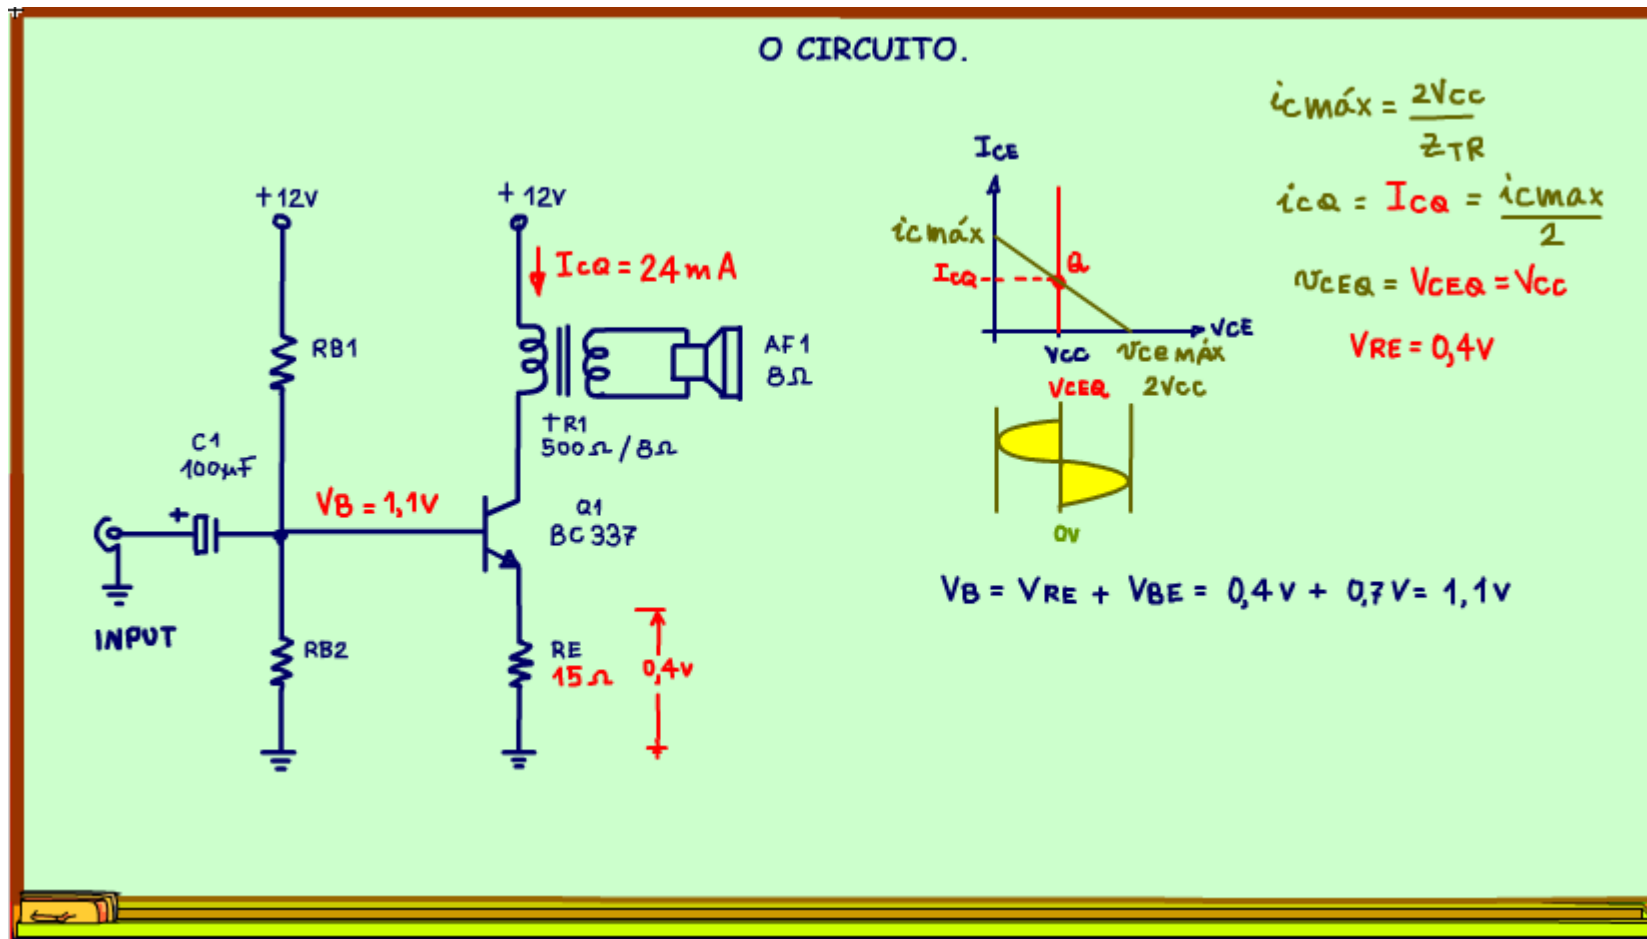 O CIRCUITO.
+12V
+12V
ICQ = 24mA
RB1
AF1
8Ω
TR1
500Ω/8Ω
C1
100µF
+
VB = 1,1V
Q1
BC337
INPUT
RB2
RE
15Ω
0,4V
ICE
icmáx
ICQ
Q
VCE
VCC
vce máx
VCEQ
2VCC
0V
icmáx = 2VCC
ZTR
icQ = ICQ = icmax
2
vCEQ = VCEQ = VCC
VRE = 0,4V
VB = VRE + VBE = 0,4V + 0,7V = 1,1V